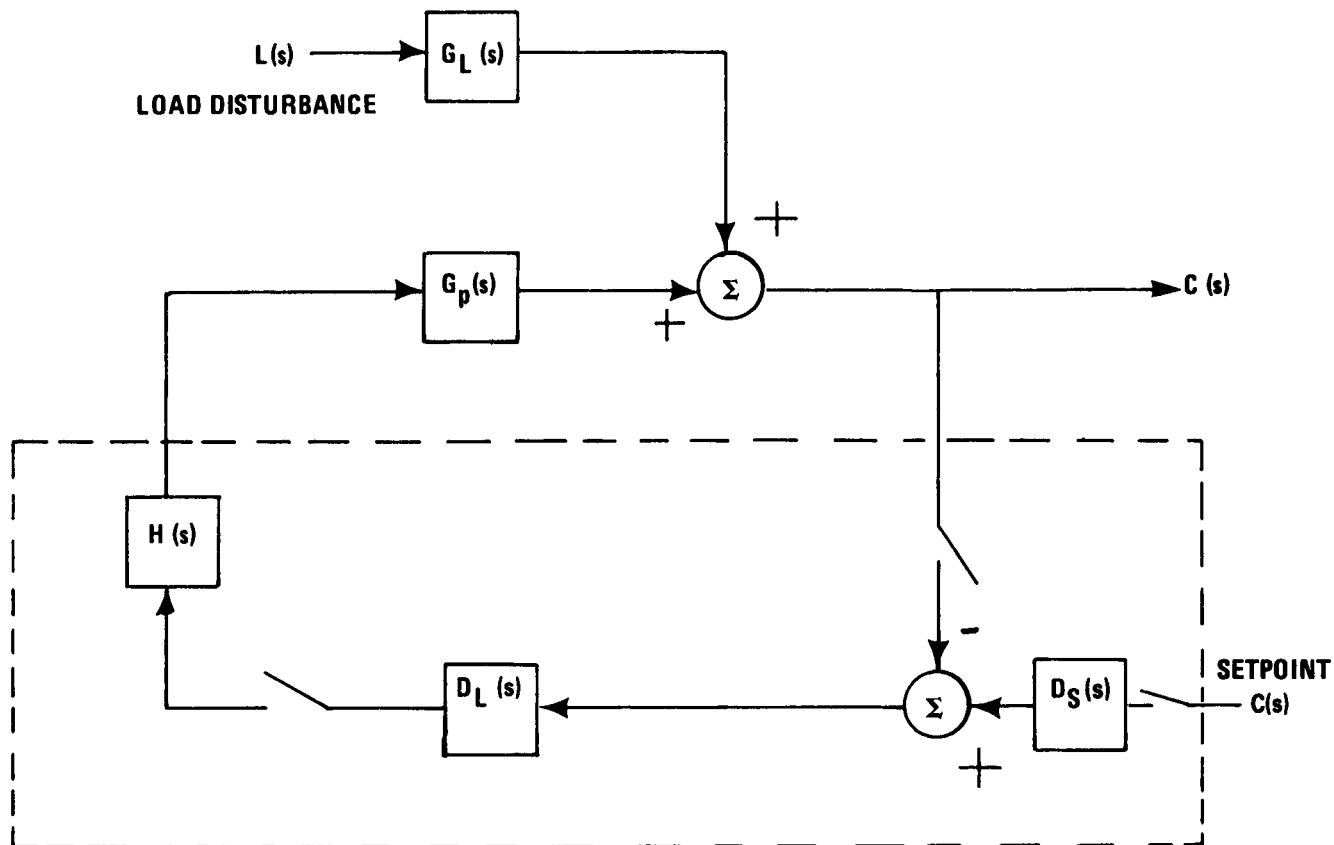 L(s)
G_L (s)
LOAD DISTURBANCE
+
G_p(s)
Σ
C (s)
+
H (s)
-
SETPOINT
D_L (s)
Σ
D_S(s)
C(s)
+